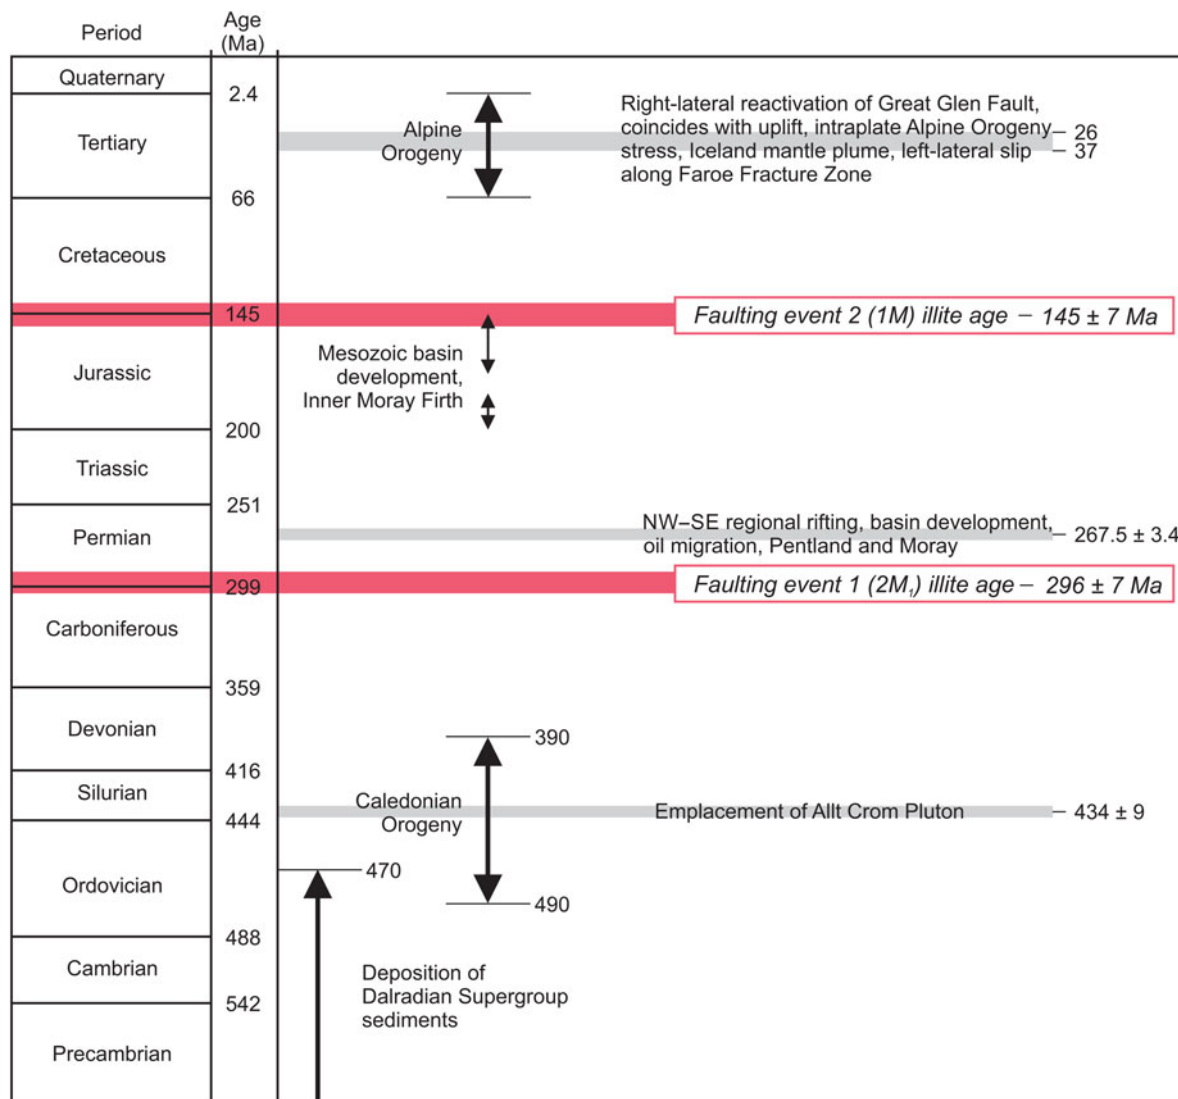 Period
Age
(Ma)
Quaternary
2.4
Tertiary
Alpine
Orogeny
Right-lateral reactivation of Great Glen Fault,
coincides with uplift, intraplate Alpine Orogeny
stress, Iceland mantle plume, left-lateral slip
along Faroe Fracture Zone
26
37
66
Cretaceous
145
Faulting event 2 (1M) illite age – 145 ± 7 Ma
Jurassic
Mesozoic basin
development,
Inner Moray Firth
200
Triassic
251
Permian
NW–SE regional rifting, basin development,
oil migration, Pentland and Moray
267.5 ± 3.4
299
Faulting event 1 (2M₁) illite age – 296 ± 7 Ma
Carboniferous
359
Devonian
390
416
Silurian
Caledonian
Orogeny
Emplacement of Allt Crom Pluton
434 ± 9
444
470
Ordovician
490
488
Cambrian
Deposition of
Dalradian Supergroup
sediments
542
Precambrian